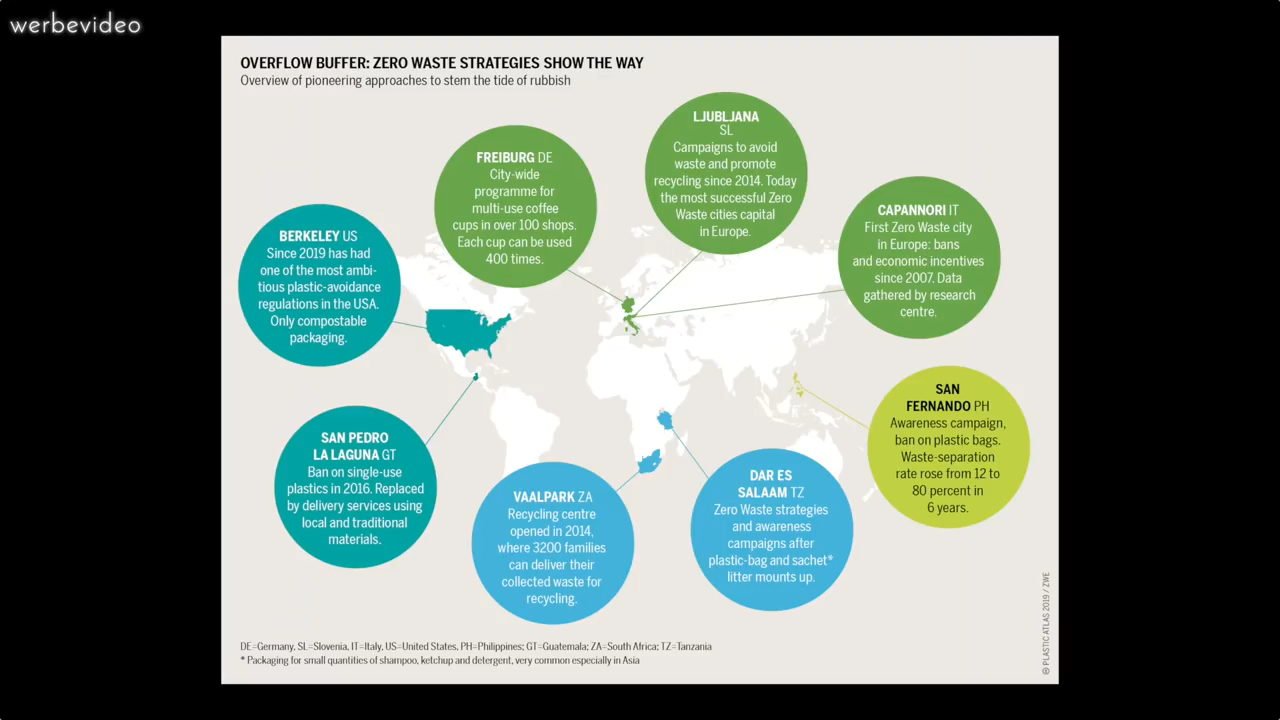 werbevideo
OVERFLOW BUFFER: ZERO WASTE STRATEGIES SHOW THE WAY
Overview of pioneering approaches to stem the tide of rubbish
LJUBLJANA
SL
Campaigns to avoid
waste and promote
recycling since 2014. Today
the most successful Zero
Waste cities capital
in Europe.
FREIBURG DE
City-wide
programme for
multi-use coffee
cups in over 100 shops.
Each cup can be used
400 times.
CAPANNORI IT
First Zero Waste city
in Europe: bans
and economic incentives
since 2007. Data
gathered by research
centre.
BERKELEY US
Since 2019 has had
one of the most ambi-
tious plastic-avoidance
regulations in the USA.
Only compostable
packaging.
SAN
FERNANDO PH
Awareness campaign,
ban on plastic bags.
Waste-separation
rate rose from 12 to
80 percent in
6 years.
SAN PEDRO
LA LAGUNA GT
Ban on single-use
plastics in 2016. Replaced
by delivery services using
local and traditional
materials.
VAALPARK ZA
Recycling centre
opened in 2014,
where 3200 families
can deliver their
collected waste for
recycling.
DAR ES
SALAAM TZ
Zero Waste strategies
and awareness
campaigns after
plastic-bag and sachet*
litter mounts up.
DE=Germany, SL=Slovenia, IT=Italy, US=United States, PH=Philippines; GT=Guatemala; ZA=South Africa; TZ=Tanzania
* Packaging for small quantities of shampoo, ketchup and detergent, very common especially in Asia
PLASTIC ATLAS 2019 / ZWE